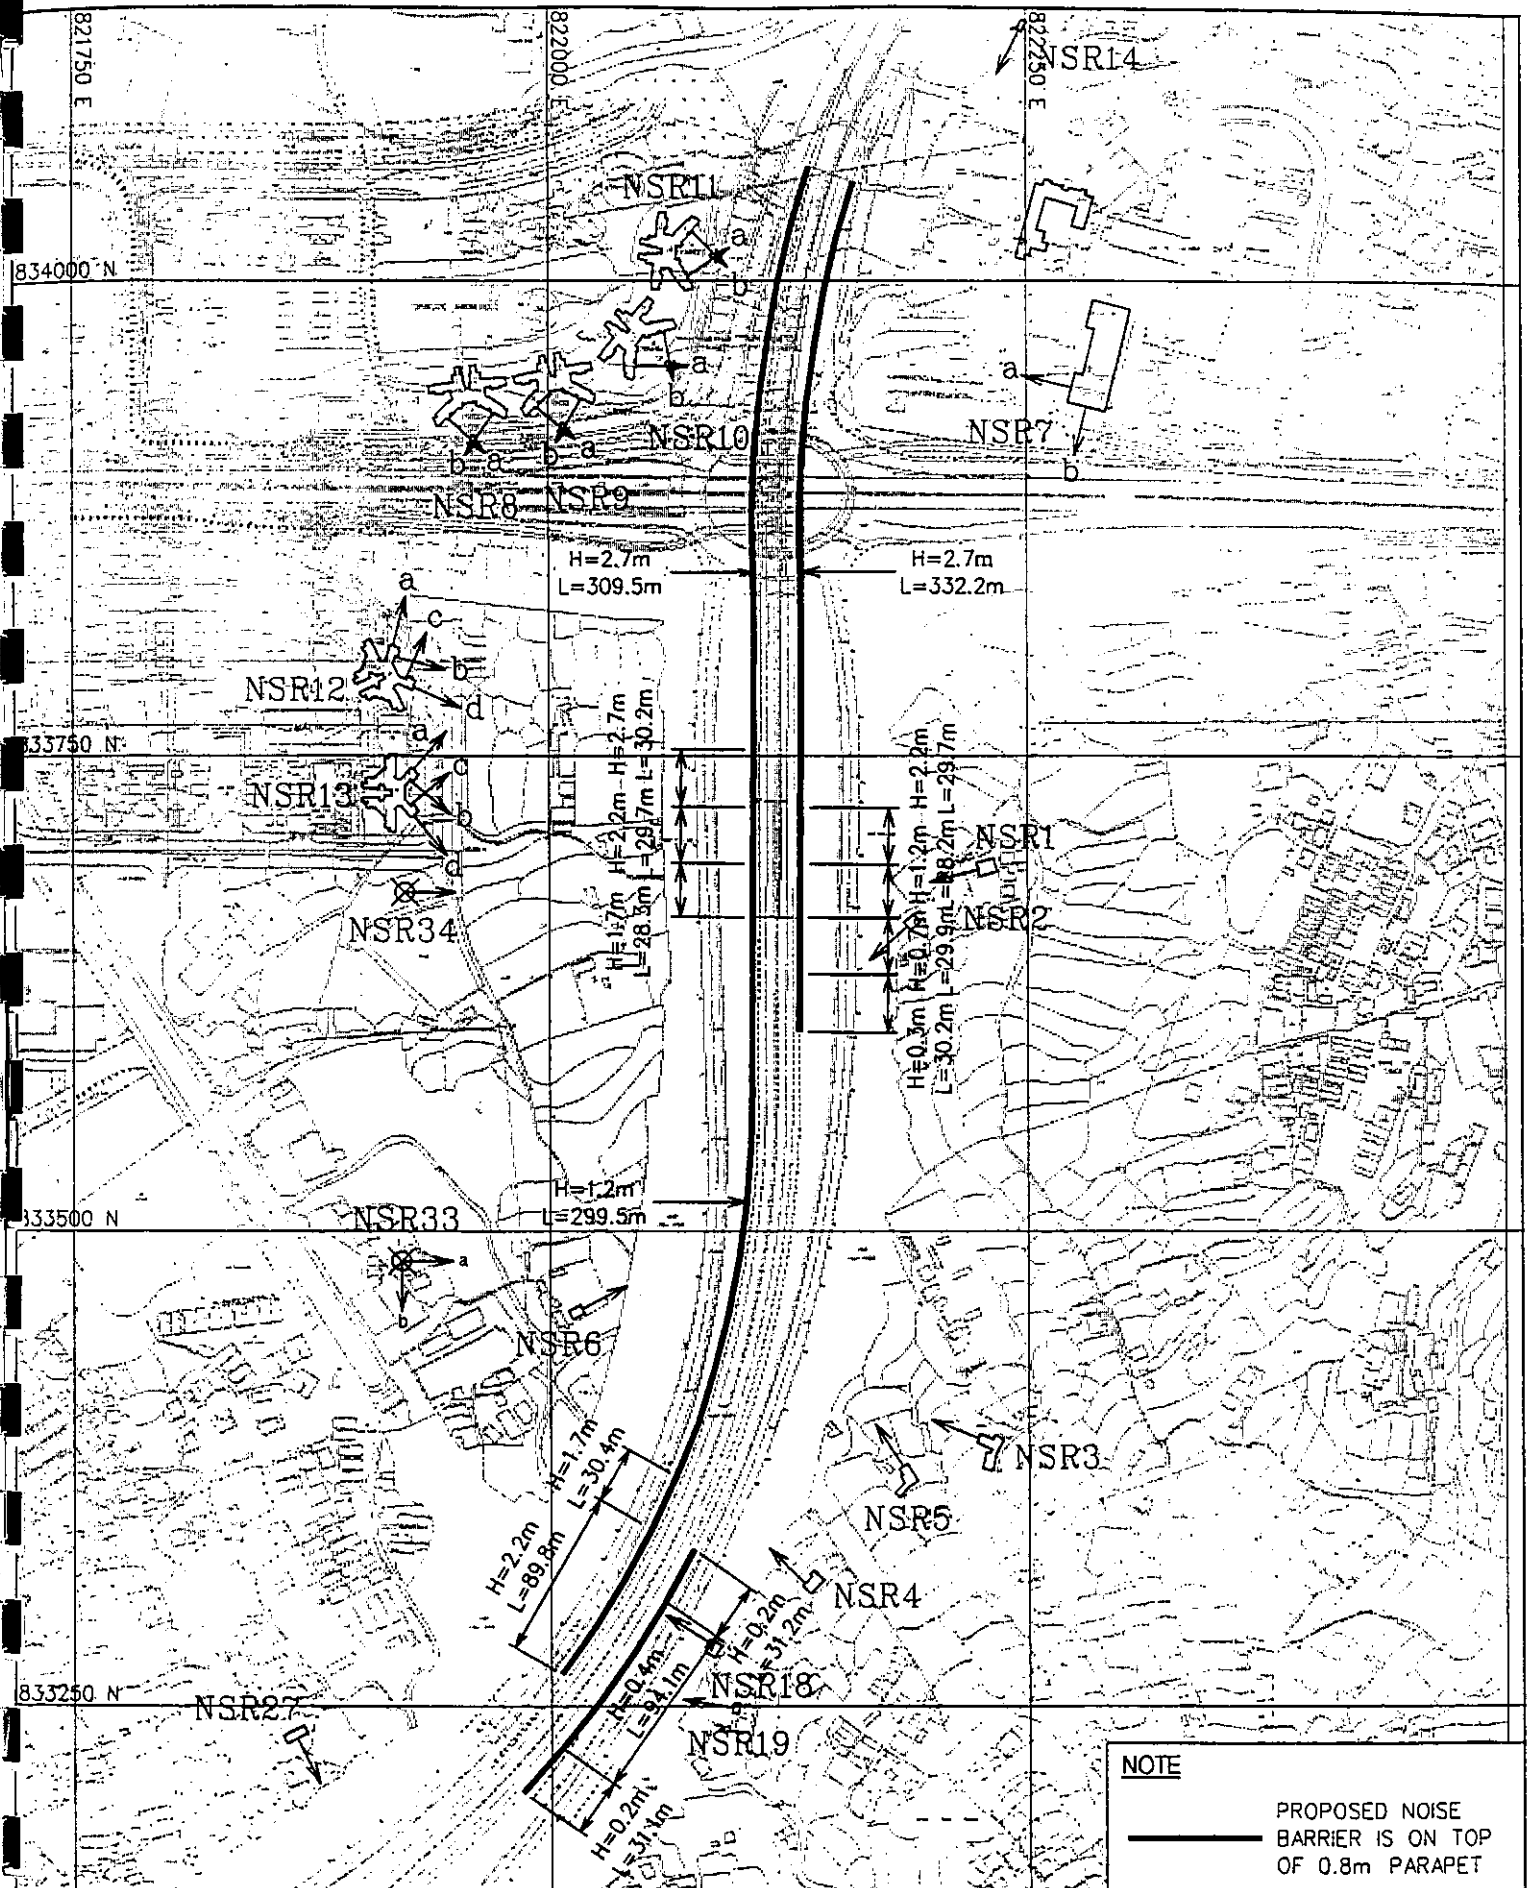 821750 E
822000 E
822250 E
NSR14
NSR11
a
b
834000 N
a
b
a
NSR10
NSR7
b
b a
b a
NSR8
NSR9
H=2.7m
L=309.5m
H=2.7m
L=332.2m
a
c
b
NSR12
d
H=1.7m H=2.2m H=2.7m
L=28.3m L=29.7m L=30.2m
833750 N
a
c
NSR13
b
d
H=0.3m H=0.7m H=1.2m H=2.2m
L=30.2m L=29.9m L=28.2m L=29.7m
NSR1
NSR2
NSR34
H=1.2m
L=299.5m
833500 N
NSR33
a
b
NSR6
H=1.7m
L=30.4m
NSR3
NSR5
H=2.2m
L=89.8m
NSR4
H=0.2m
L=31.2m
H=0.4m
L=94.1m
NSR18
833250 N
NSR27
NSR19
H=0.2m
L=31.1m
NOTE
PROPOSED NOISE
BARRIER IS ON TOP
OF 0.8m PARAPET